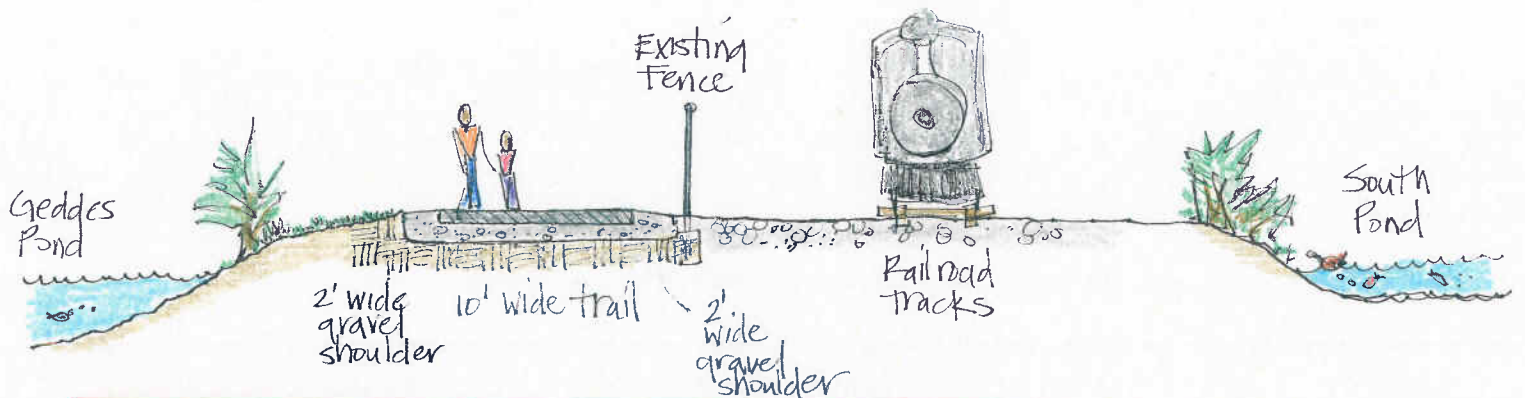 Existing
Fence
Geddes
Pond
South
Pond
2' wide
gravel
shoulder
10' wide trail
2'
wide
gravel
shoulder
Railroad
Tracks